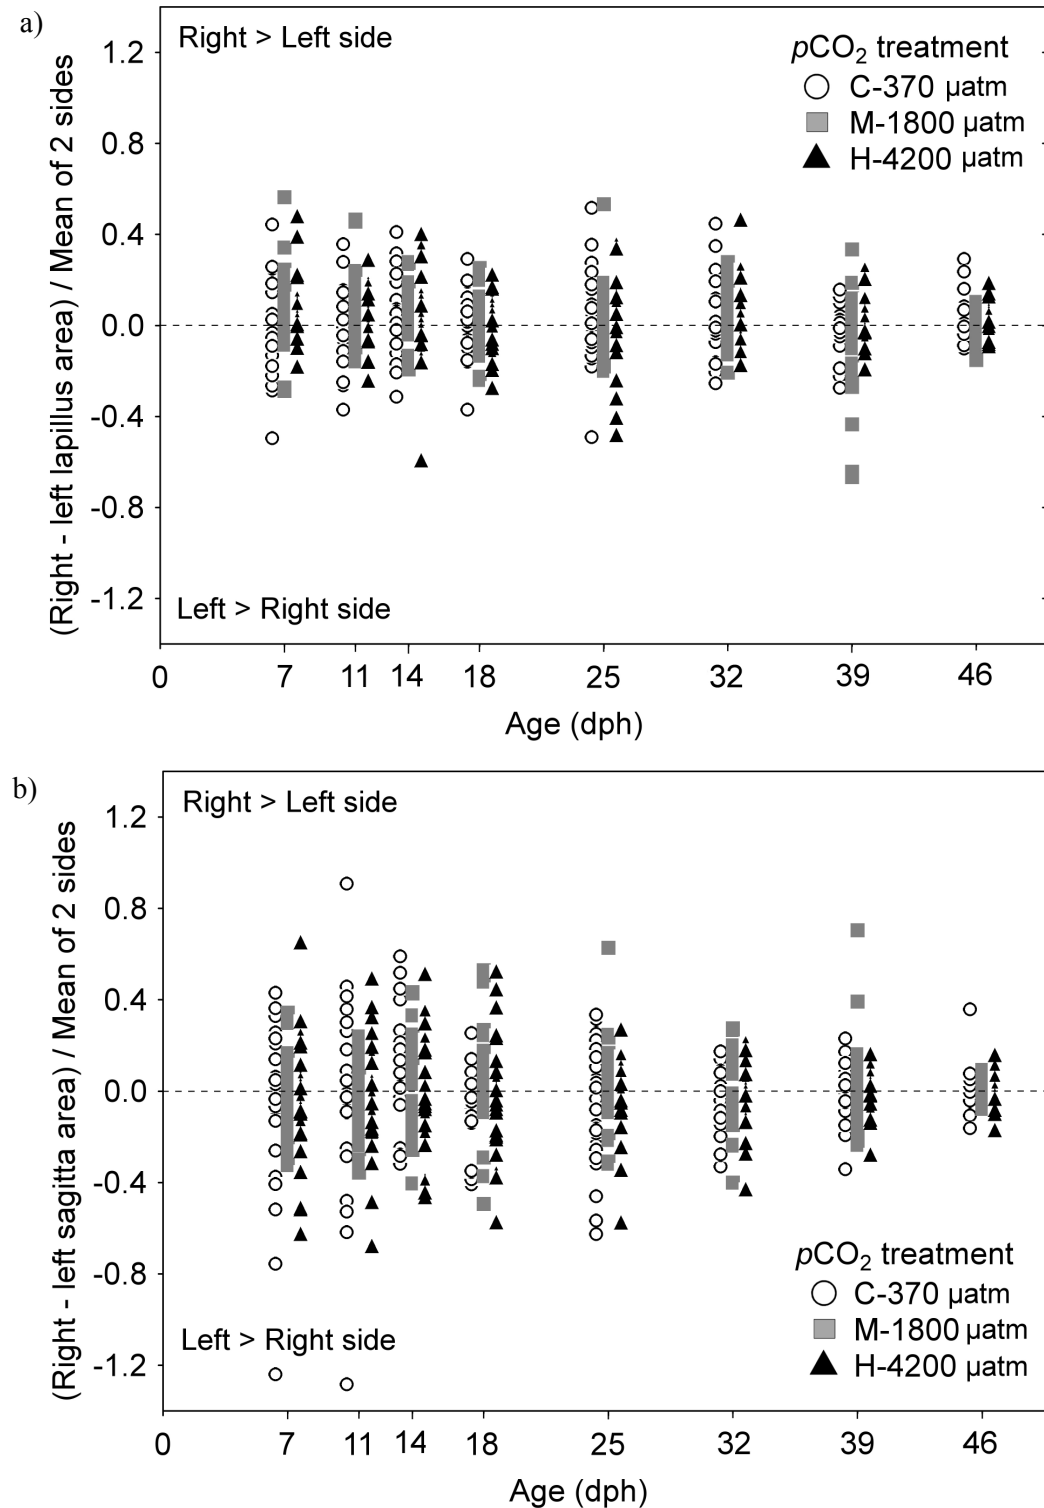 a)
Right > Left side
pCO2 treatment
C-370 µatm
M-1800 µatm
H-4200 µatm
1.2
0.8
0.4
0.0
-0.4
-0.8
-1.2
(Right - left lapillus area) / Mean of 2 sides
Left > Right side
0 7 11 14 18 25 32 39 46
Age (dph)
b)
Right > Left side
1.2
0.8
0.4
0.0
-0.4
-0.8
-1.2
(Right - left sagitta area) / Mean of 2 sides
pCO2 treatment
C-370 µatm
M-1800 µatm
H-4200 µatm
Left > Right side
0 7 11 14 18 25 32 39 46
Age (dph)